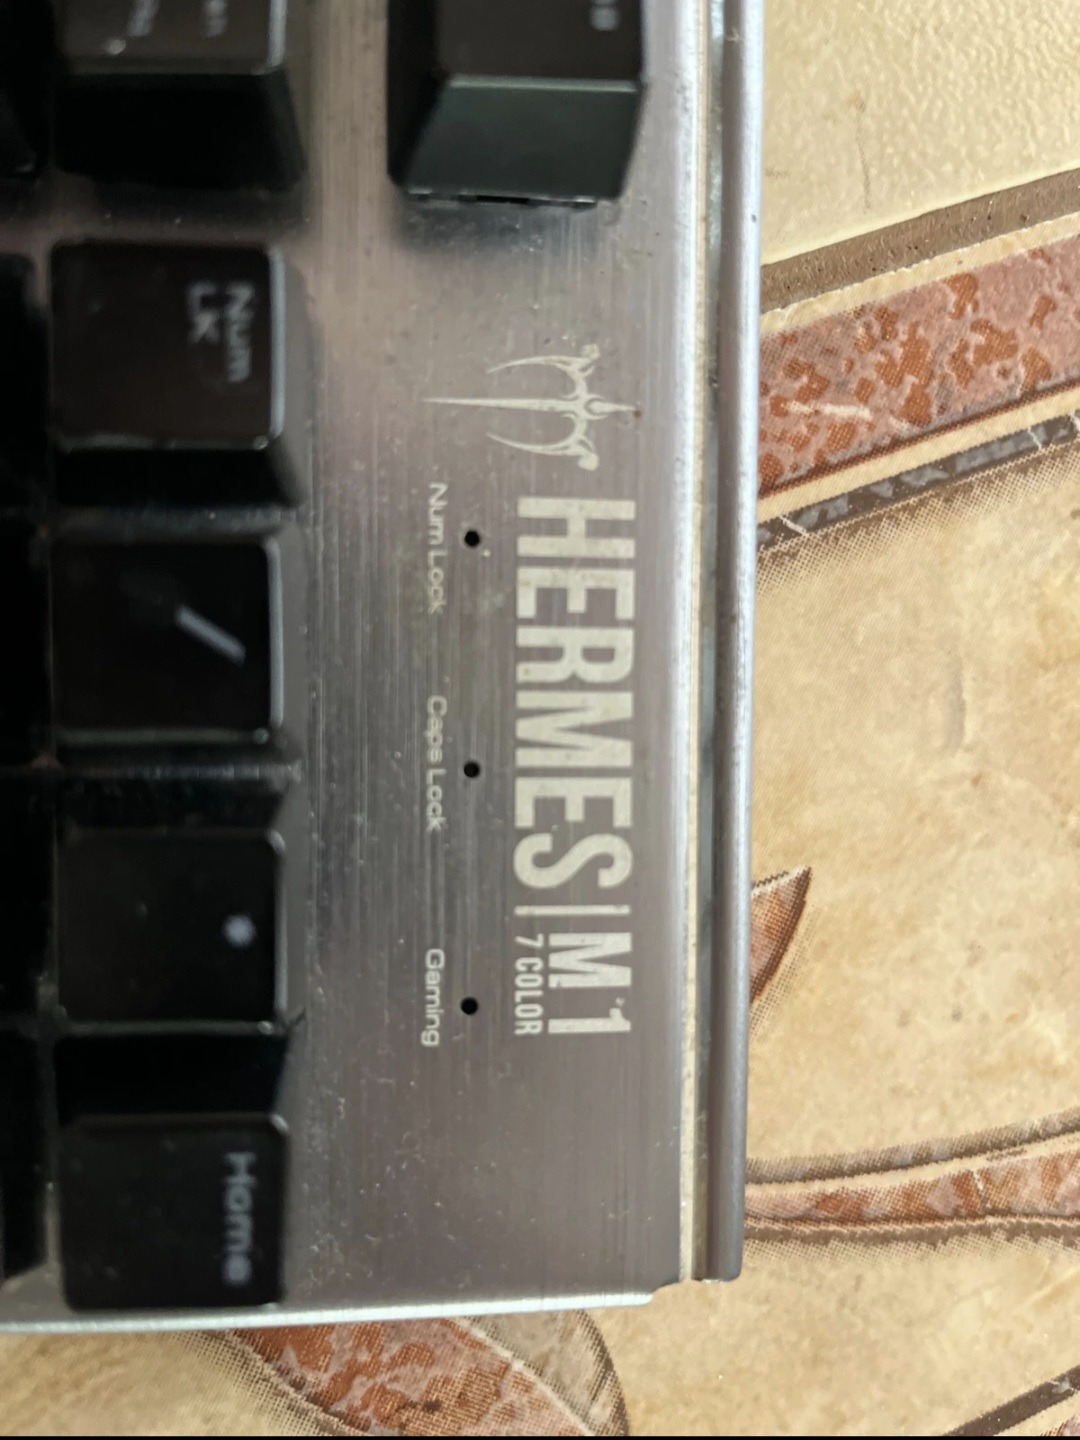 HERMES | M1
7 COLOR
Num Lock
Caps Lock
Gaming
Num
LK
/
Home